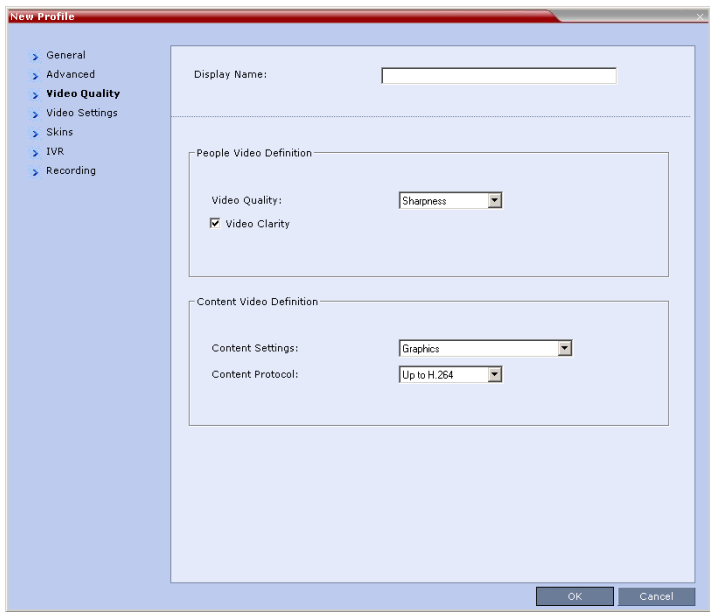 New Profile
General
Advanced
Video Quality
Video Settings
Skins
IVR
Recording
Display Name:
People Video Definition
Video Quality: Sharpness
Video Clarity
Content Video Definition
Content Settings: Graphics
Content Protocol: Up to H.264
OK Cancel